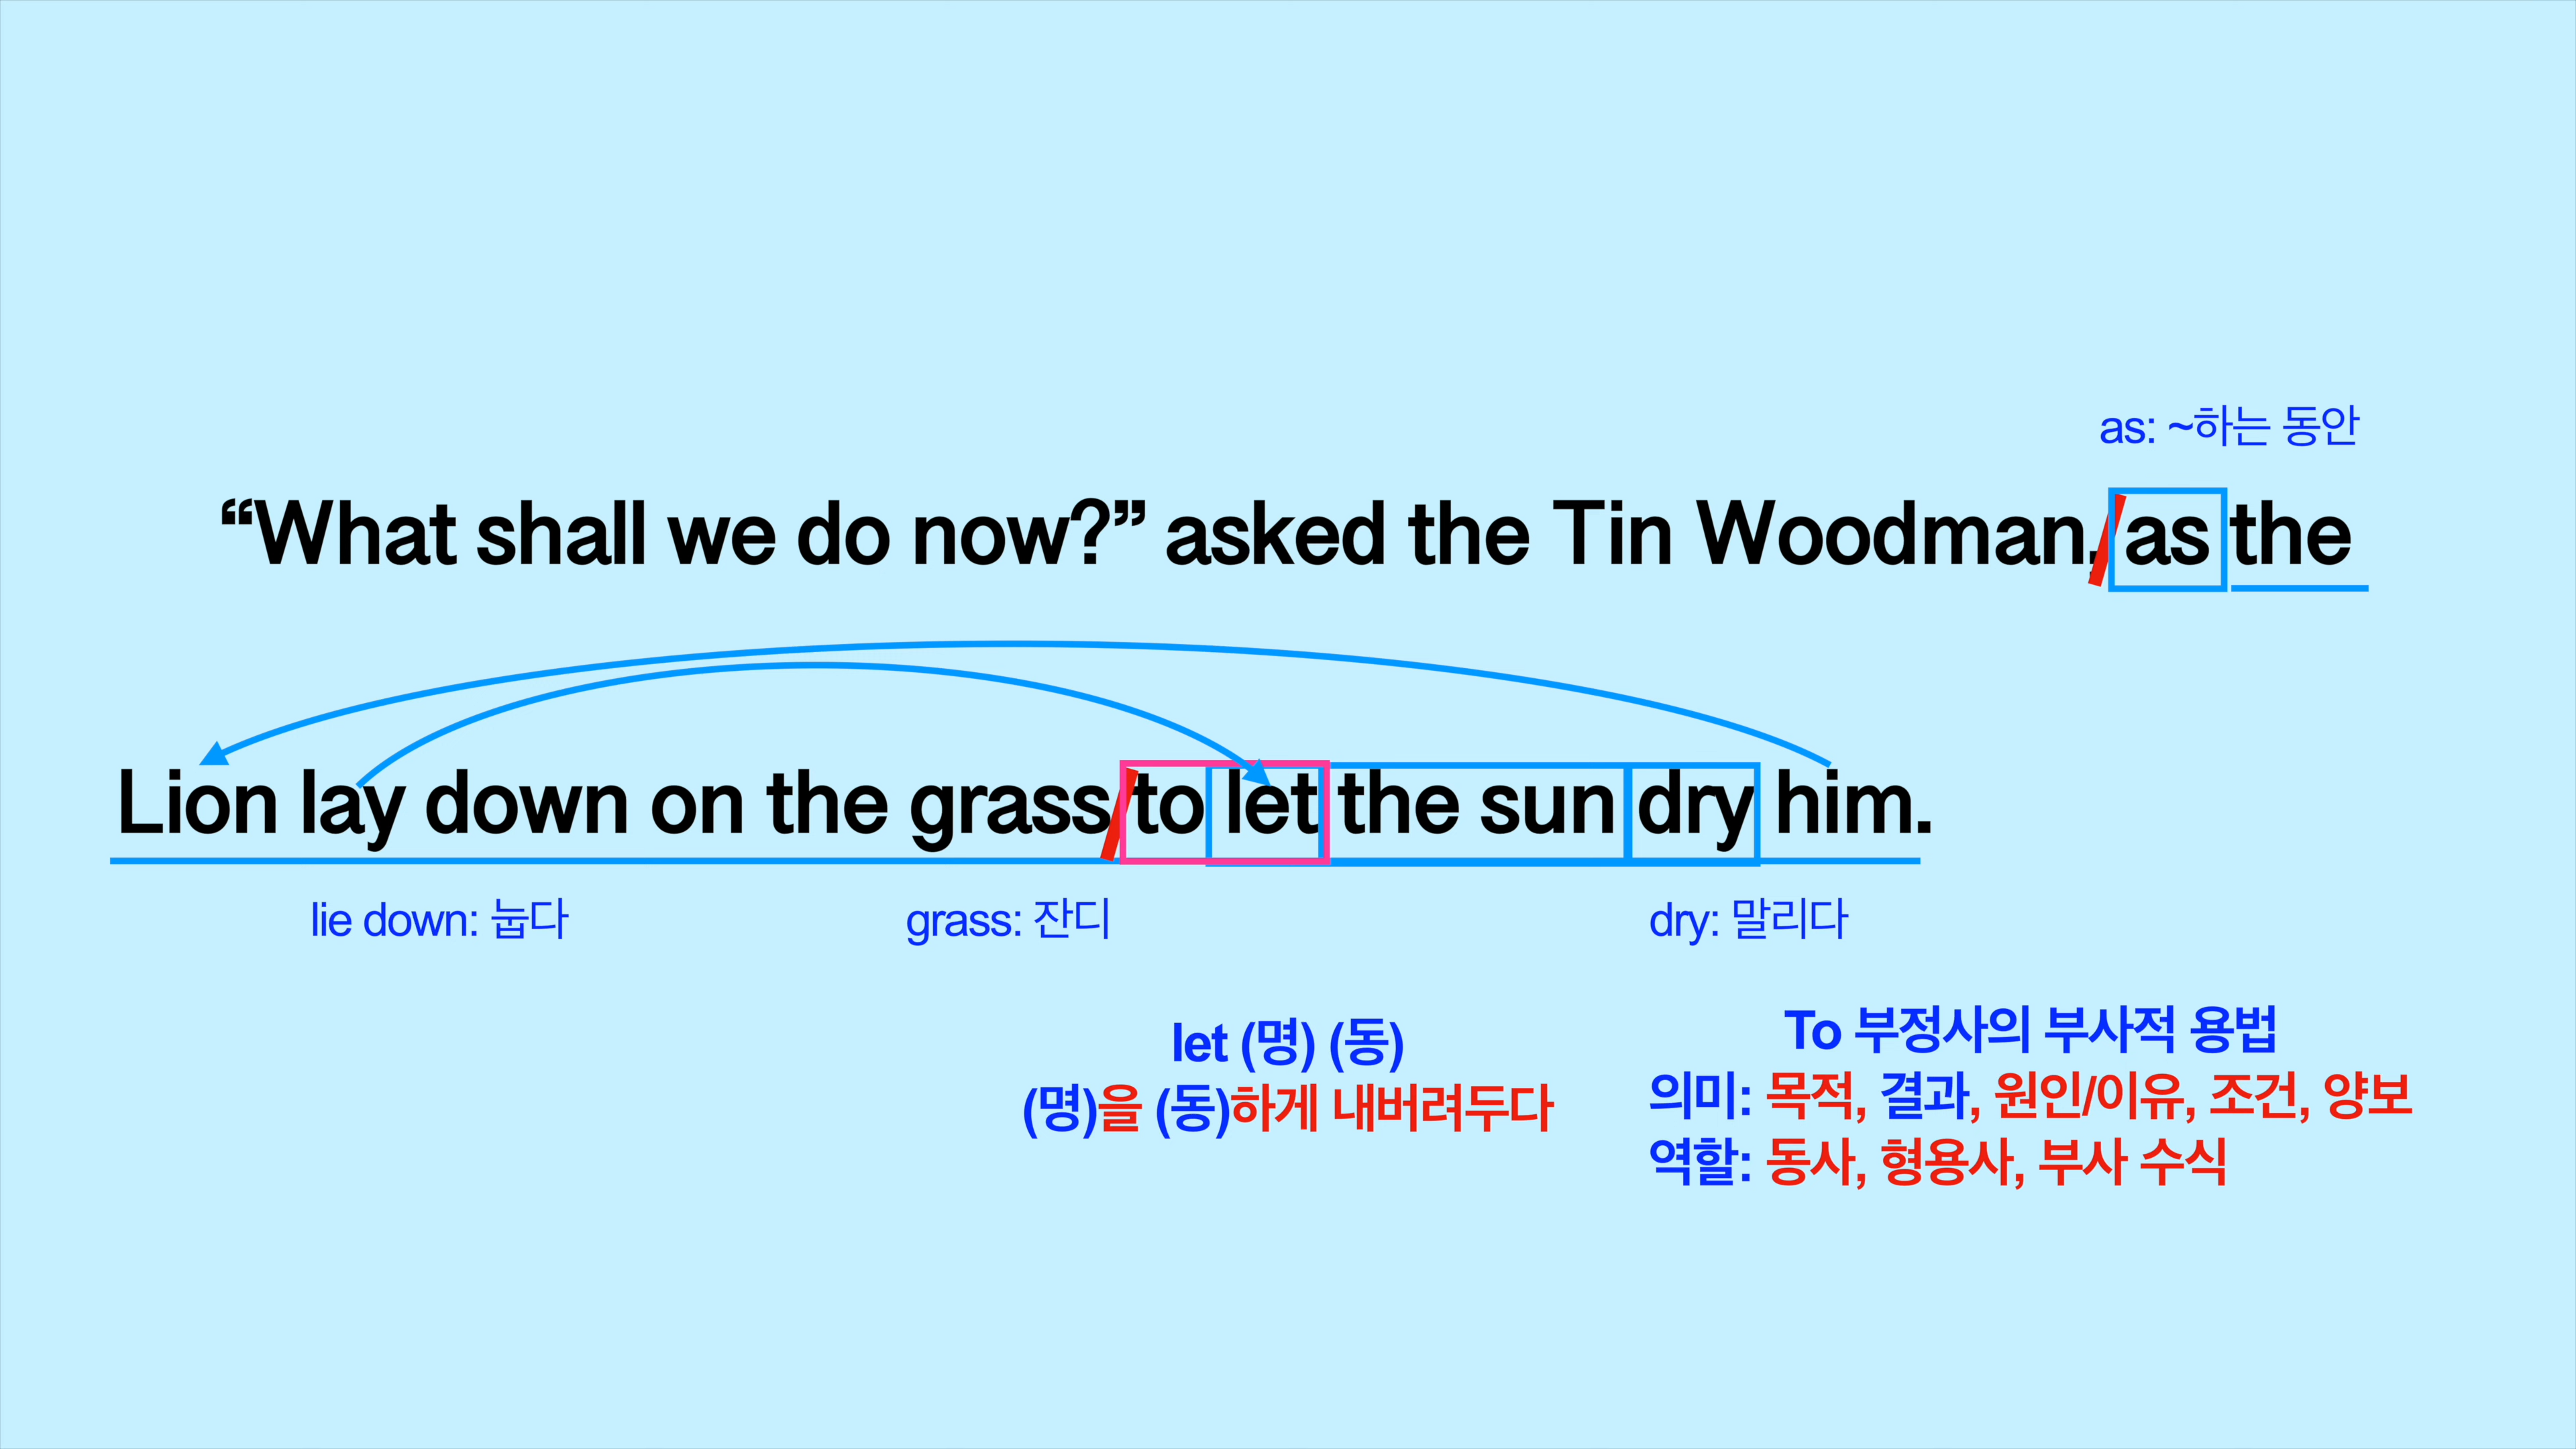 as: ~하는 동안
“What shall we do now?” asked the Tin Woodman, as the
Lion lay down on the grass to let the sun dry him.
lie down: 눕다
grass: 잔디
dry: 말리다
let (명) (동)
(명)을 (동)하게 내버려두다
To 부정사의 부사적 용법
의미: 목적, 결과, 원인/이유, 조건, 양보
역할: 동사, 형용사, 부사 수식